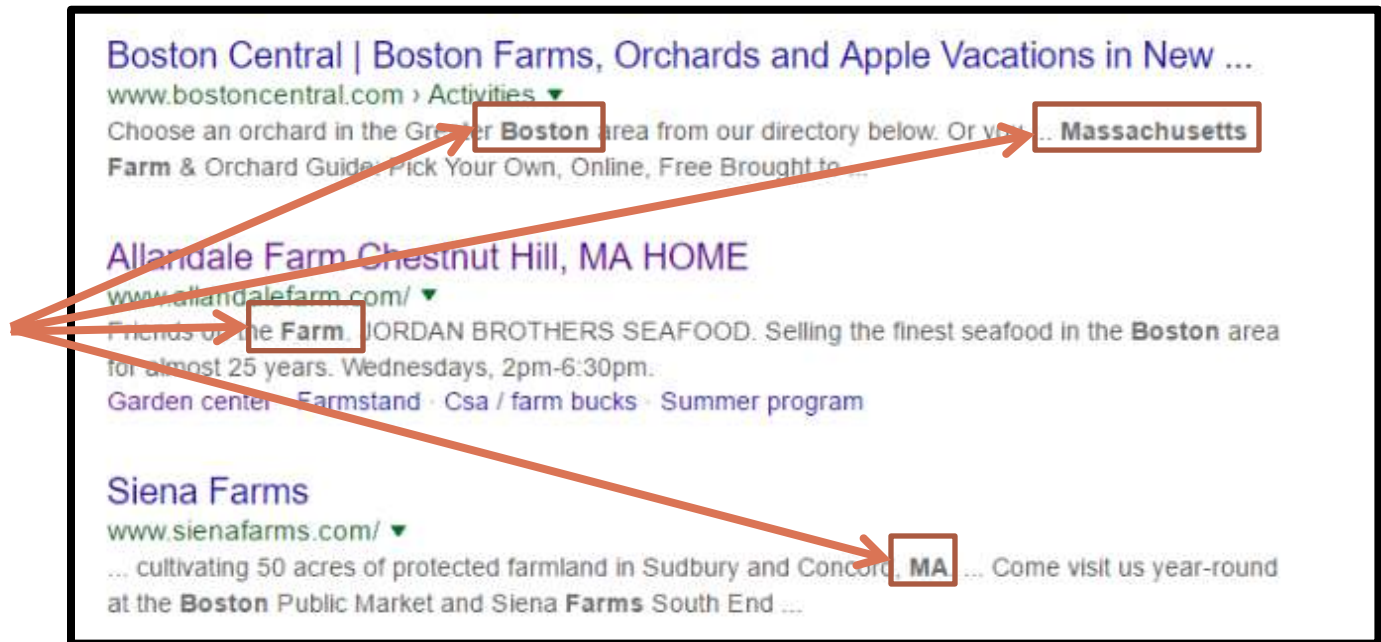 Boston Central | Boston Farms, Orchards and Apple Vacations in New ...
www.bostoncentral.com › Activities ▼
Choose an orchard in the Greater Boston area from our directory below. Or you ... Massachusetts
Farm & Orchard Guide: Pick Your Own, Online, Free Brought to ...
Allandale Farm Chestnut Hill, MA HOME
www.allandalefarm.com/ ▼
Friends of the Farm. JORDAN BROTHERS SEAFOOD. Selling the finest seafood in the Boston area
for almost 25 years. Wednesdays, 2pm-6:30pm.
Garden center · Farmstand · Csa / farm bucks · Summer program
Siena Farms
www.sienafarms.com/ ▼
... cultivating 50 acres of protected farmland in Sudbury and Concord, MA ... Come visit us year-round
at the Boston Public Market and Siena Farms South End ...